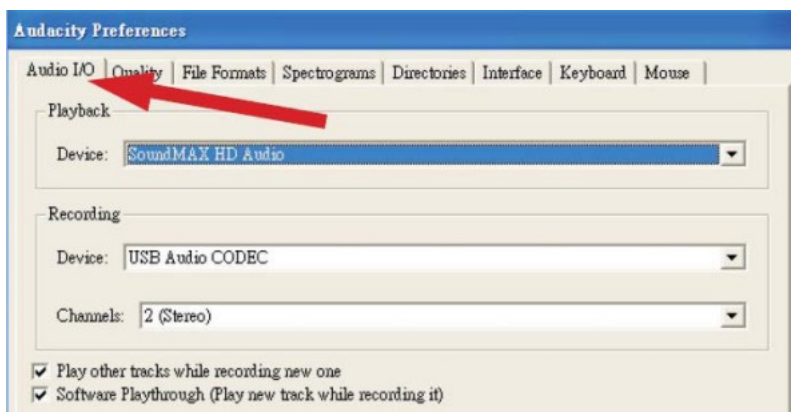 Audacity Preferences
Audio I/O Quality File Formats Spectrograms Directories Interface Keyboard Mouse
Playback
Device: SoundMAX HD Audio
Recording
Device: USB Audio CODEC
Channels: 2 (Stereo)
Play other tracks while recording new one
Software Playthrough (Play new track while recording it)